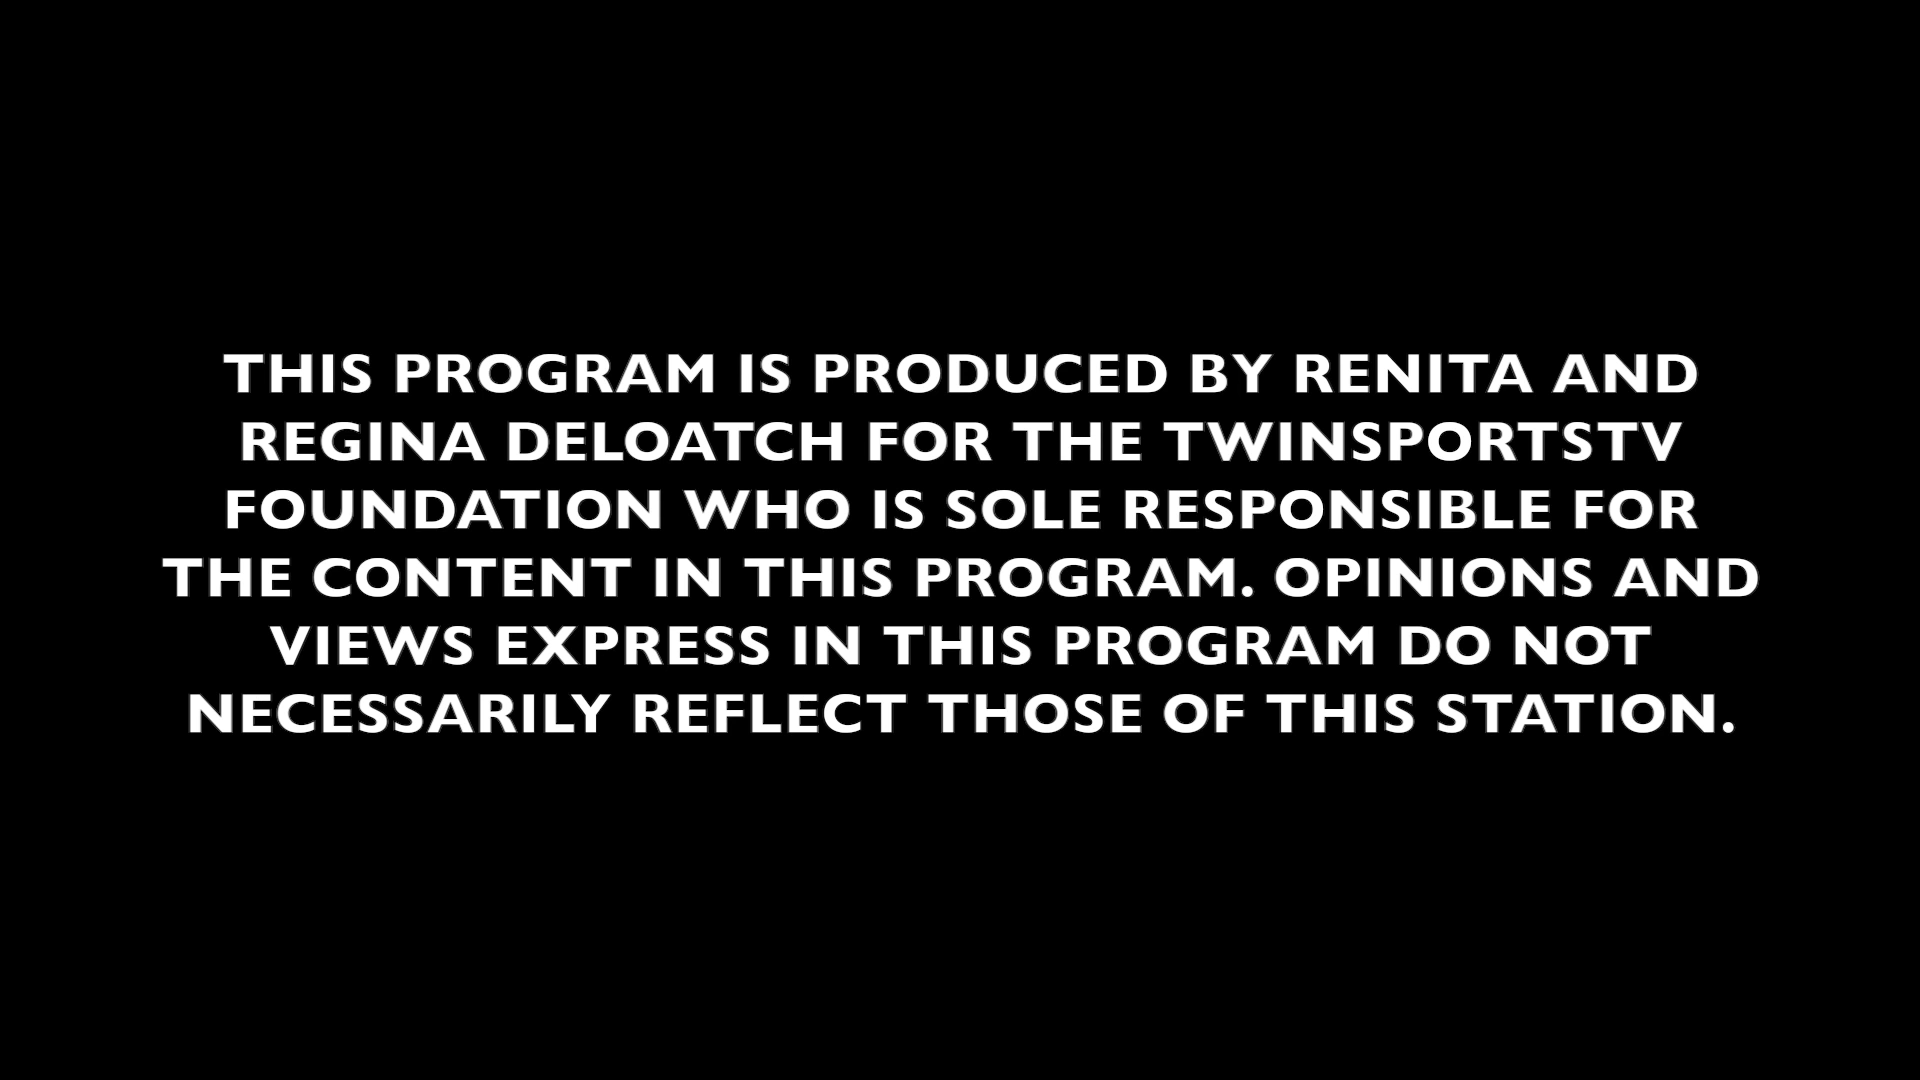 THIS PROGRAM IS PRODUCED BY RENITA AND
REGINA DELOATCH FOR THE TWINSPORTSTV
FOUNDATION WHO IS SOLE RESPONSIBLE FOR
THE CONTENT IN THIS PROGRAM. OPINIONS AND
VIEWS EXPRESS IN THIS PROGRAM DO NOT
NECESSARILY REFLECT THOSE OF THIS STATION.